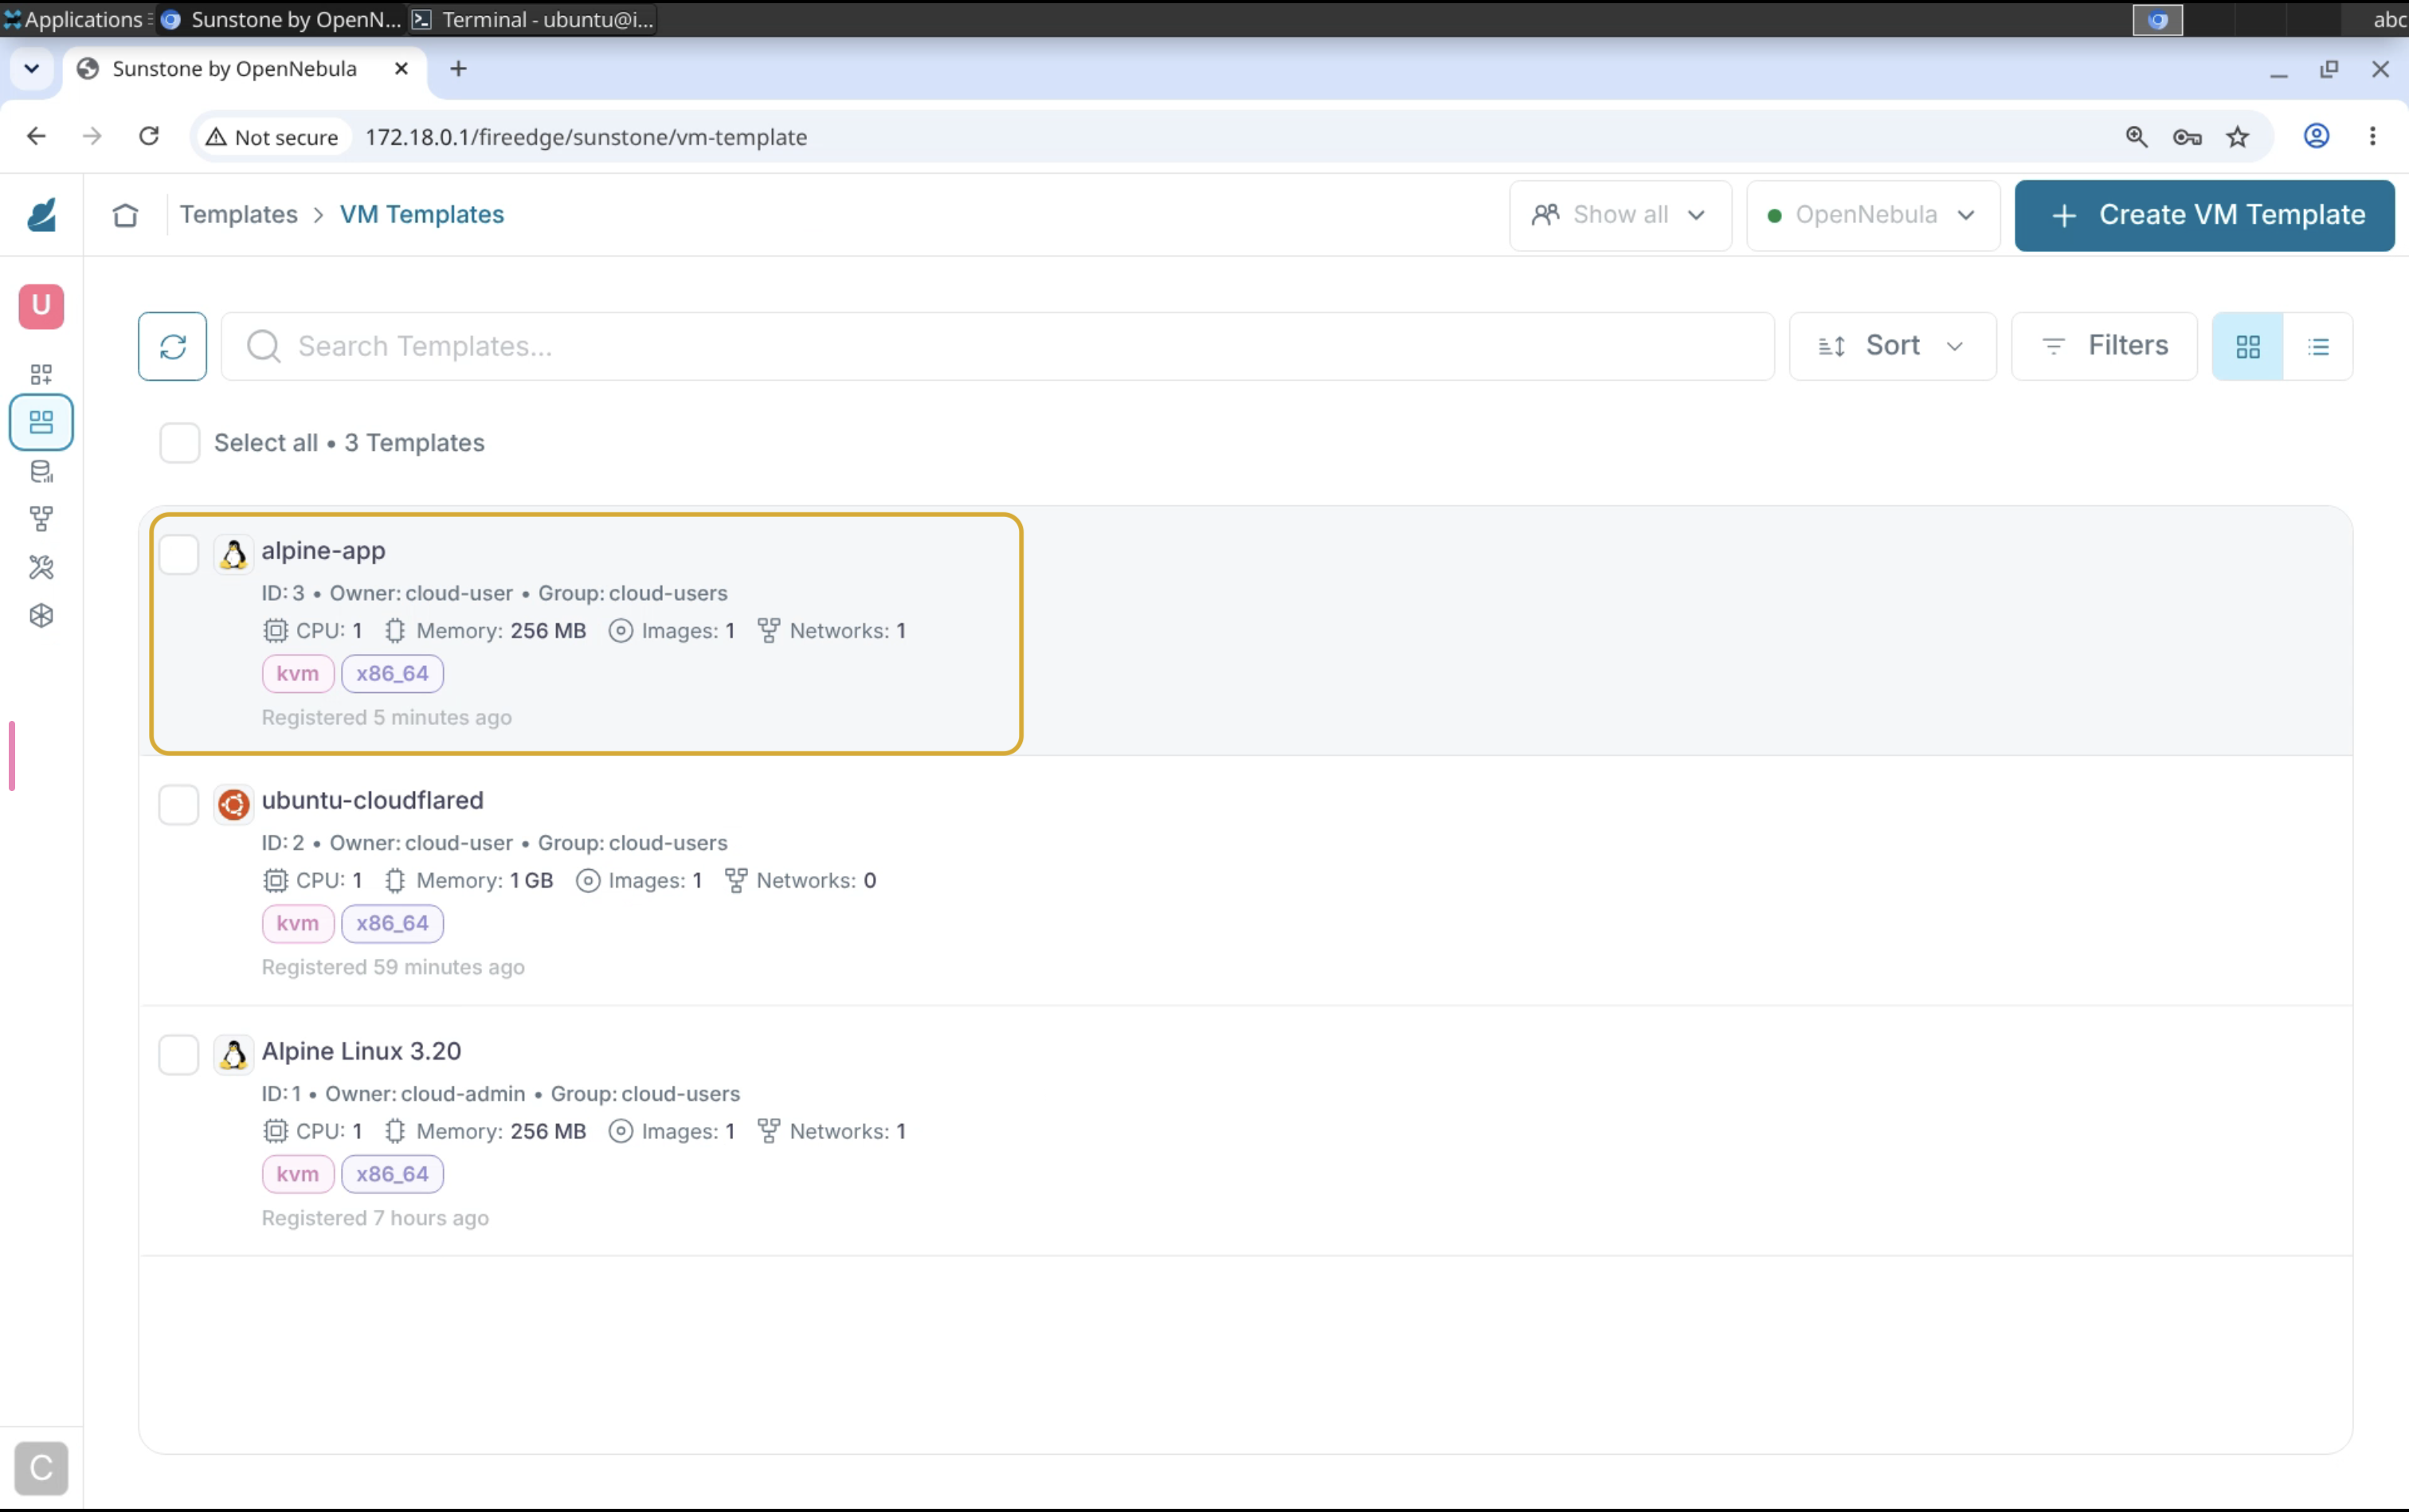 Applications Sunstone by OpenN... Terminal - ubuntu@i... abc
Sunstone by OpenNebula
Not secure 172.18.0.1/fireedge/sunstone/vm-template
Templates > VM Templates Show all OpenNebula + Create VM Template
U
Search Templates... Sort Filters
Select all • 3 Templates
alpine-app
ID: 3 • Owner: cloud-user • Group: cloud-users
CPU: 1 Memory: 256 MB Images: 1 Networks: 1
kvm x86_64
Registered 5 minutes ago
ubuntu-cloudflared
ID: 2 • Owner: cloud-user • Group: cloud-users
CPU: 1 Memory: 1 GB Images: 1 Networks: 0
kvm x86_64
Registered 59 minutes ago
Alpine Linux 3.20
ID: 1 • Owner: cloud-admin • Group: cloud-users
CPU: 1 Memory: 256 MB Images: 1 Networks: 1
kvm x86_64
Registered 7 hours ago
C